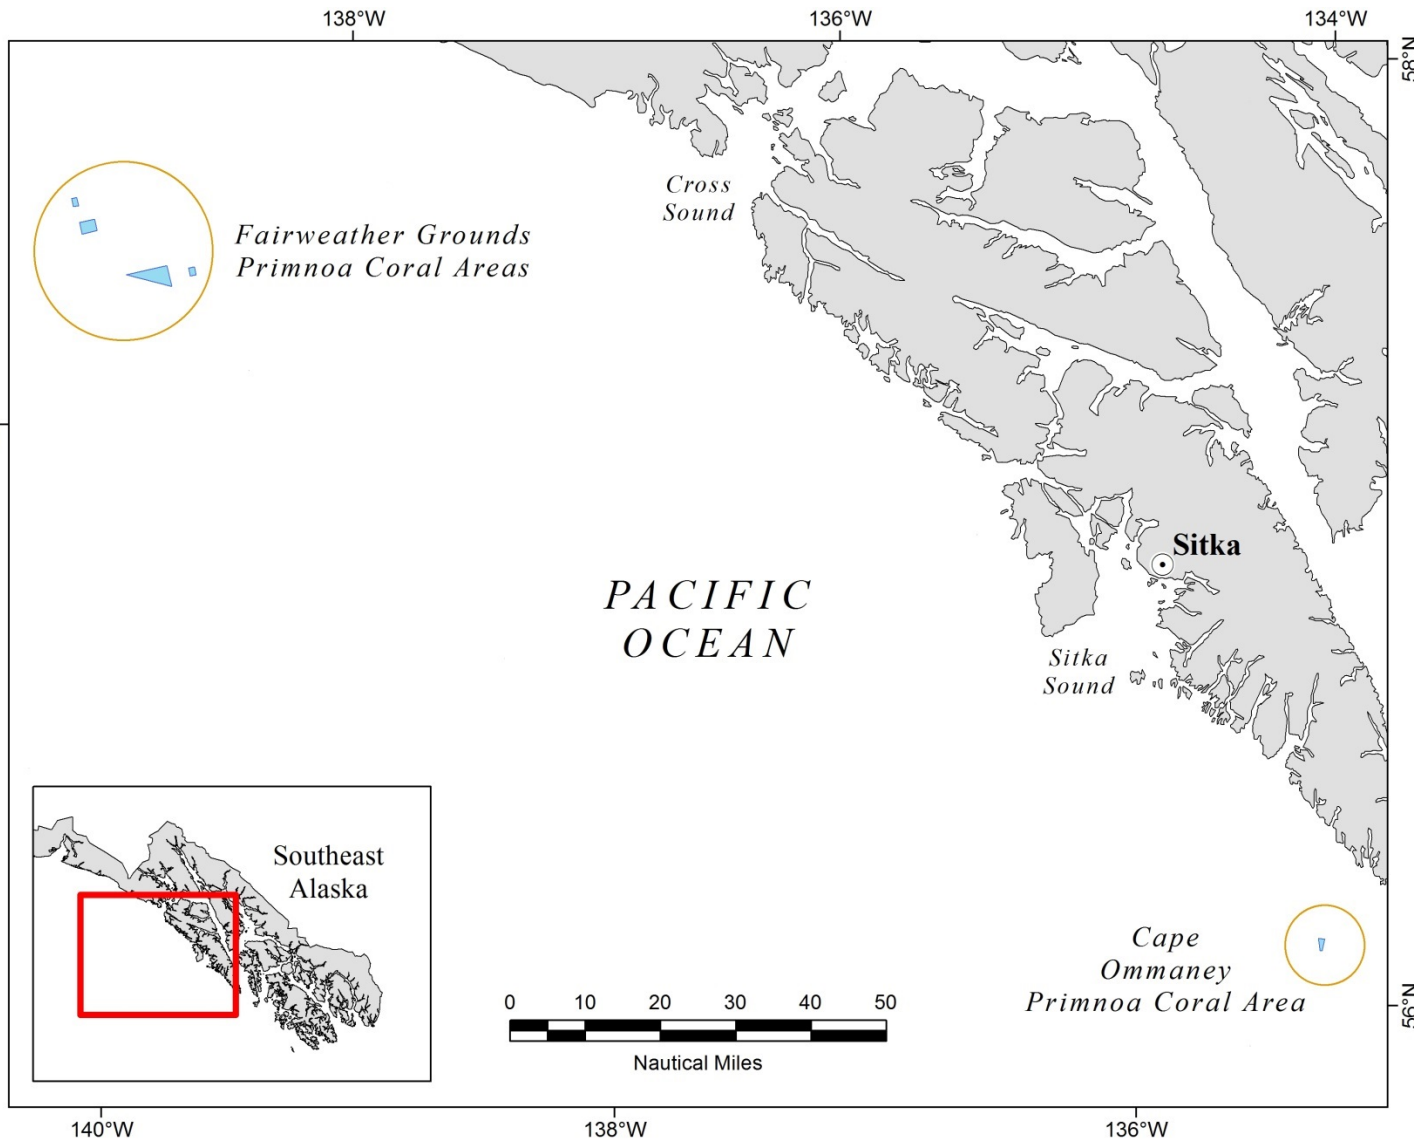 138°W
136°W
134°W
58°N
Cross
Sound
Fairweather Grounds
Primnoa Coral Areas
Sitka
PACIFIC
OCEAN
Sitka
Sound
Southeast
Alaska
Cape
Ommaney
Primnoa Coral Area
56°N
0 10 20 30 40 50
Nautical Miles
140°W
138°W
136°W